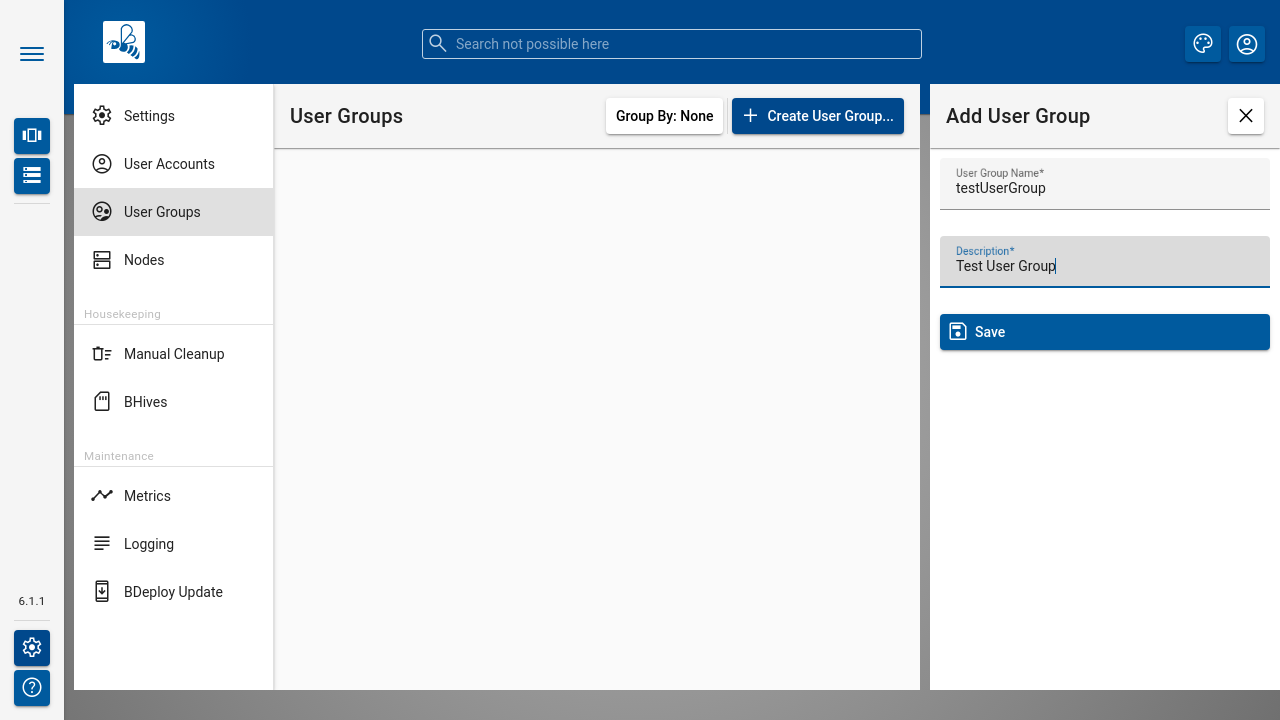 Search not possible here
Settings
User Accounts
User Groups
Nodes
Housekeeping
Manual Cleanup
BHives
Maintenance
Metrics
Logging
BDeploy Update
6.1.1
User Groups
Group By: None
Create User Group...
Add User Group
User Group Name*
testUserGroup
Description*
Test User Group
Save